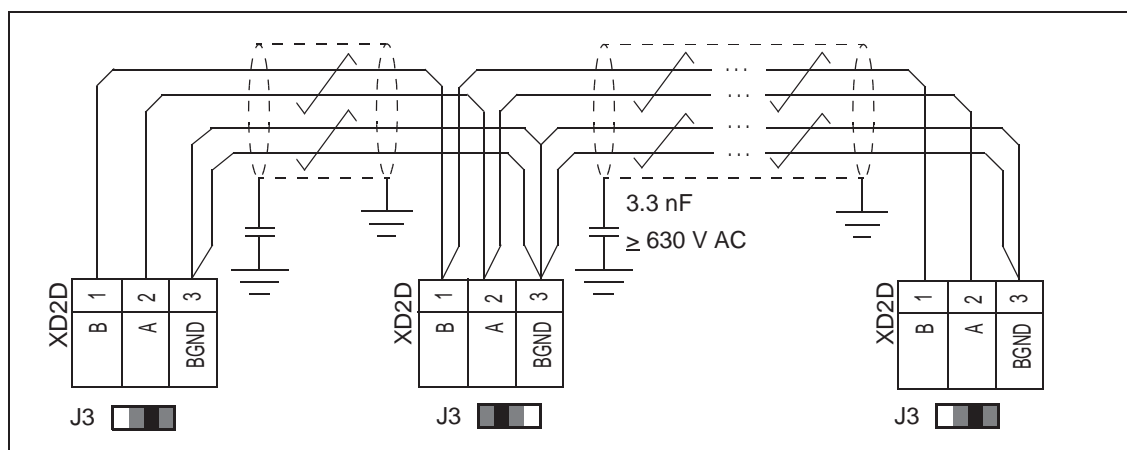 ... ...
... ...
3.3 nF
≥ 630 V AC
XD2D 1 2 3
B A BGND
XD2D 1 2 3
B A BGND
XD2D 1 2 3
B A BGND
J3
J3
J3